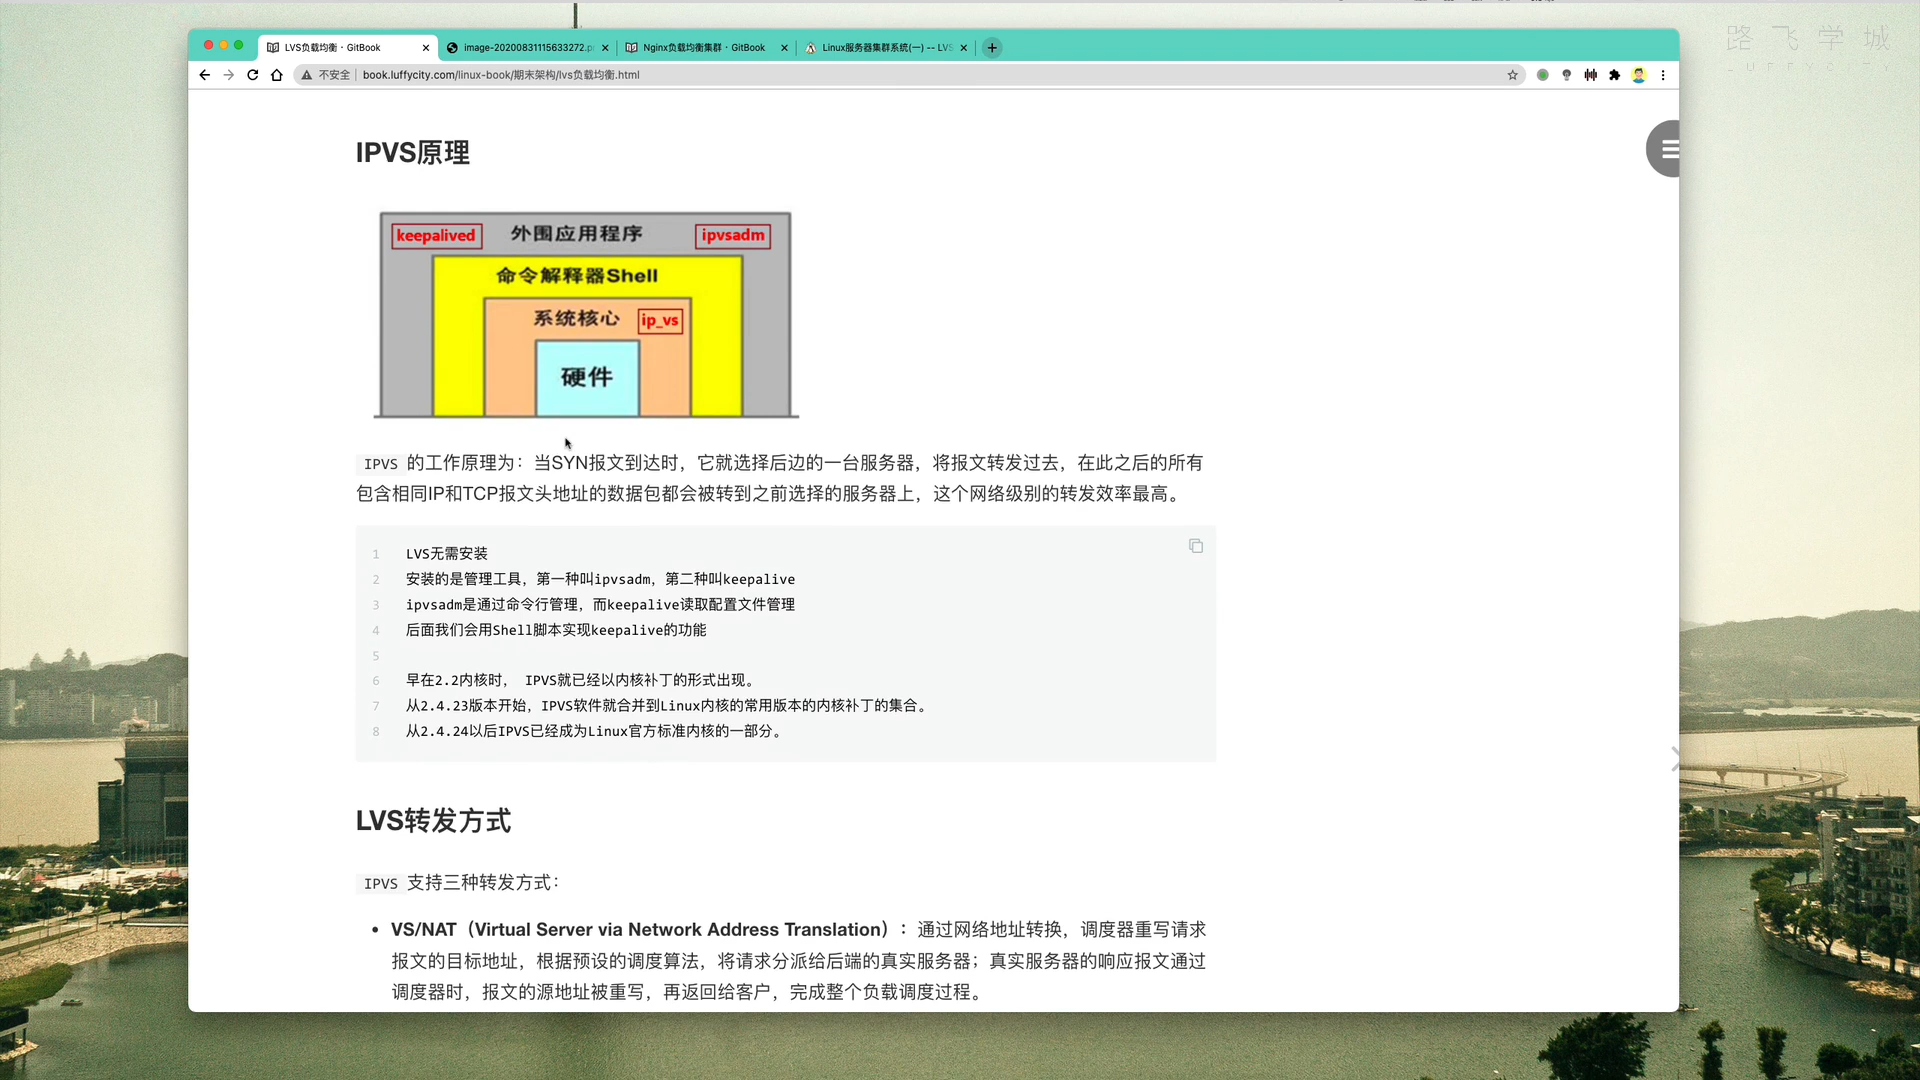 路飞学城
LUFFYCITY
LVS负载均衡 · GitBook
image-20200831115633272.p
Nginx负载均衡集群 · GitBook
Linux服务器集群系统(一) -- LVS
不安全
book.luffycity.com/linux-book/期末架构/lvs负载均衡.html
IPVS原理
keepalived 外围应用程序 ipvsadm
命令解释器Shell
系统核心 ip_vs
硬件
IPVS 的工作原理为：当SYN报文到达时，它就选择后边的一台服务器，将报文转发过去，在此之后的所有
包含相同IP和TCP报文头地址的数据包都会被转到之前选择的服务器上，这个网络级别的转发效率最高。
1 LVS无需安装
2 安装的是管理工具，第一种叫ipvsadm，第二种叫keepalive
3 ipvsadm是通过命令行管理，而keepalive读取配置文件管理
4 后面我们会用Shell脚本实现keepalive的功能
5
6 早在2.2内核时， IPVS就已经以内核补丁的形式出现。
7 从2.4.23版本开始，IPVS软件就合并到Linux内核的常用版本的内核补丁的集合。
8 从2.4.24以后IPVS已经成为Linux官方标准内核的一部分。
LVS转发方式
IPVS 支持三种转发方式：
• VS/NAT（Virtual Server via Network Address Translation）：通过网络地址转换，调度器重写请求
报文的目标地址，根据预设的调度算法，将请求分派给后端的真实服务器；真实服务器的响应报文通过
调度器时，报文的源地址被重写，再返回给客户，完成整个负载调度过程。